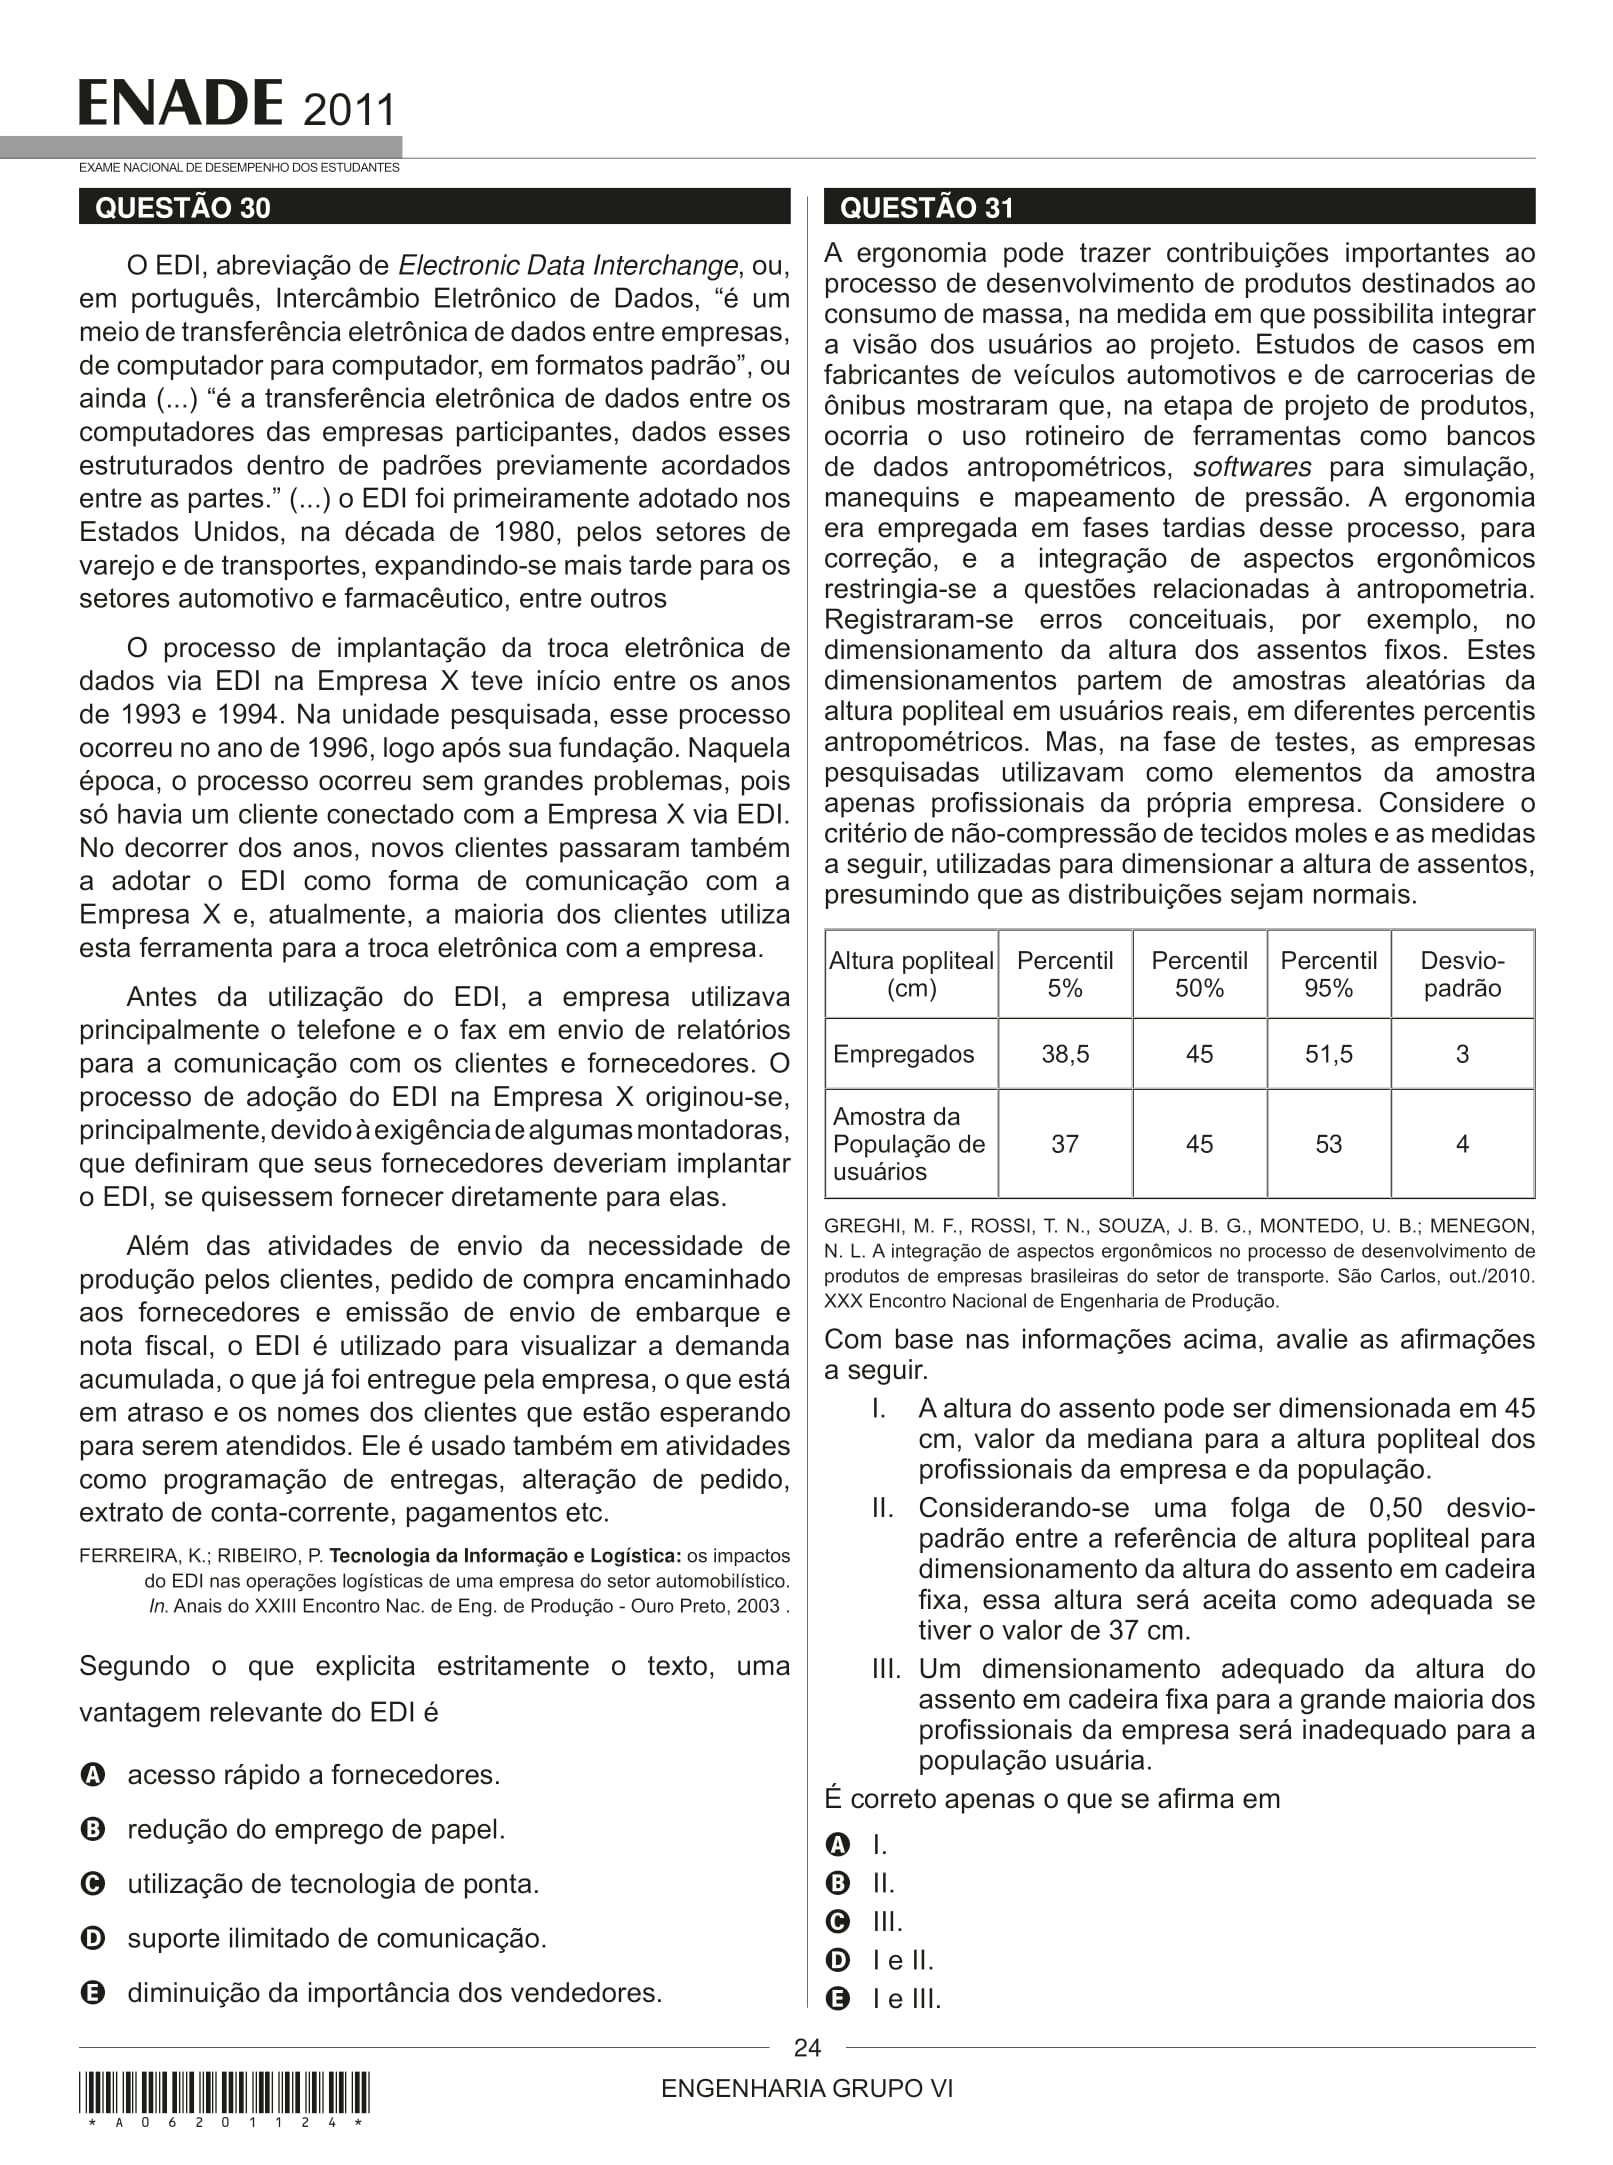 ENADE 2011
EXAME NACIONAL DE DESEMPENHO DOS ESTUDANTES
QUESTÃO 30
O EDI, abreviação de Electronic Data Interchange, ou,
em português, Intercâmbio Eletrônico de Dados, “é um
meio de transferência eletrônica de dados entre empresas,
de computador para computador, em formatos padrão”, ou
ainda (...) “é a transferência eletrônica de dados entre os
computadores das empresas participantes, dados esses
estruturados dentro de padrões previamente acordados
entre as partes.” (...) o EDI foi primeiramente adotado nos
Estados Unidos, na década de 1980, pelos setores de
varejo e de transportes, expandindo-se mais tarde para os
setores automotivo e farmacêutico, entre outros
O processo de implantação da troca eletrônica de
dados via EDI na Empresa X teve início entre os anos
de 1993 e 1994. Na unidade pesquisada, esse processo
ocorreu no ano de 1996, logo após sua fundação. Naquela
época, o processo ocorreu sem grandes problemas, pois
só havia um cliente conectado com a Empresa X via EDI.
No decorrer dos anos, novos clientes passaram também
a adotar o EDI como forma de comunicação com a
Empresa X e, atualmente, a maioria dos clientes utiliza
esta ferramenta para a troca eletrônica com a empresa.
Antes da utilização do EDI, a empresa utilizava
principalmente o telefone e o fax em envio de relatórios
para a comunicação com os clientes e fornecedores. O
processo de adoção do EDI na Empresa X originou-se,
principalmente, devido à exigência de algumas montadoras,
que definiram que seus fornecedores deveriam implantar
o EDI, se quisessem fornecer diretamente para elas.
Além das atividades de envio da necessidade de
produção pelos clientes, pedido de compra encaminhado
aos fornecedores e emissão de envio de embarque e
nota fiscal, o EDI é utilizado para visualizar a demanda
acumulada, o que já foi entregue pela empresa, o que está
em atraso e os nomes dos clientes que estão esperando
para serem atendidos. Ele é usado também em atividades
como programação de entregas, alteração de pedido,
extrato de conta-corrente, pagamentos etc.
FERREIRA, K.; RIBEIRO, P. Tecnologia da Informação e Logística: os impactos
do EDI nas operações logísticas de uma empresa do setor automobilístico.
In. Anais do XXIII Encontro Nac. de Eng. de Produção - Ouro Preto, 2003 .
Segundo o que explicita estritamente o texto, uma
vantagem relevante do EDI é
A acesso rápido a fornecedores.
B redução do emprego de papel.
C utilização de tecnologia de ponta.
D suporte ilimitado de comunicação.
E diminuição da importância dos vendedores.
QUESTÃO 31
A ergonomia pode trazer contribuições importantes ao
processo de desenvolvimento de produtos destinados ao
consumo de massa, na medida em que possibilita integrar
a visão dos usuários ao projeto. Estudos de casos em
fabricantes de veículos automotivos e de carrocerias de
ônibus mostraram que, na etapa de projeto de produtos,
ocorria o uso rotineiro de ferramentas como bancos
de dados antropométricos, softwares para simulação,
manequins e mapeamento de pressão. A ergonomia
era empregada em fases tardias desse processo, para
correção, e a integração de aspectos ergonômicos
restringia-se a questões relacionadas à antropometria.
Registraram-se erros conceituais, por exemplo, no
dimensionamento da altura dos assentos fixos. Estes
dimensionamentos partem de amostras aleatórias da
altura popliteal em usuários reais, em diferentes percentis
antropométricos. Mas, na fase de testes, as empresas
pesquisadas utilizavam como elementos da amostra
apenas profissionais da própria empresa. Considere o
critério de não-compressão de tecidos moles e as medidas
a seguir, utilizadas para dimensionar a altura de assentos,
presumindo que as distribuições sejam normais.
Altura popliteal (cm) Percentil 5% Percentil 50% Percentil 95% Desvio-padrão
Empregados 38,5 45 51,5 3
Amostra da População de usuários 37 45 53 4
GREGHI, M. F., ROSSI, T. N., SOUZA, J. B. G., MONTEDO, U. B.; MENEGON,
N. L. A integração de aspectos ergonômicos no processo de desenvolvimento de
produtos de empresas brasileiras do setor de transporte. São Carlos, out./2010.
XXX Encontro Nacional de Engenharia de Produção.
Com base nas informações acima, avalie as afirmações
a seguir.
I. A altura do assento pode ser dimensionada em 45
cm, valor da mediana para a altura popliteal dos
profissionais da empresa e da população.
II. Considerando-se uma folga de 0,50 desvio-
padrão entre a referência de altura popliteal para
dimensionamento da altura do assento em cadeira
fixa, essa altura será aceita como adequada se
tiver o valor de 37 cm.
III. Um dimensionamento adequado da altura do
assento em cadeira fixa para a grande maioria dos
profissionais da empresa será inadequado para a
população usuária.
É correto apenas o que se afirma em
A I.
B II.
C III.
D I e II.
E I e III.
24
ENGENHARIA GRUPO VI
* A 0 6 2 0 1 1 2 4 *